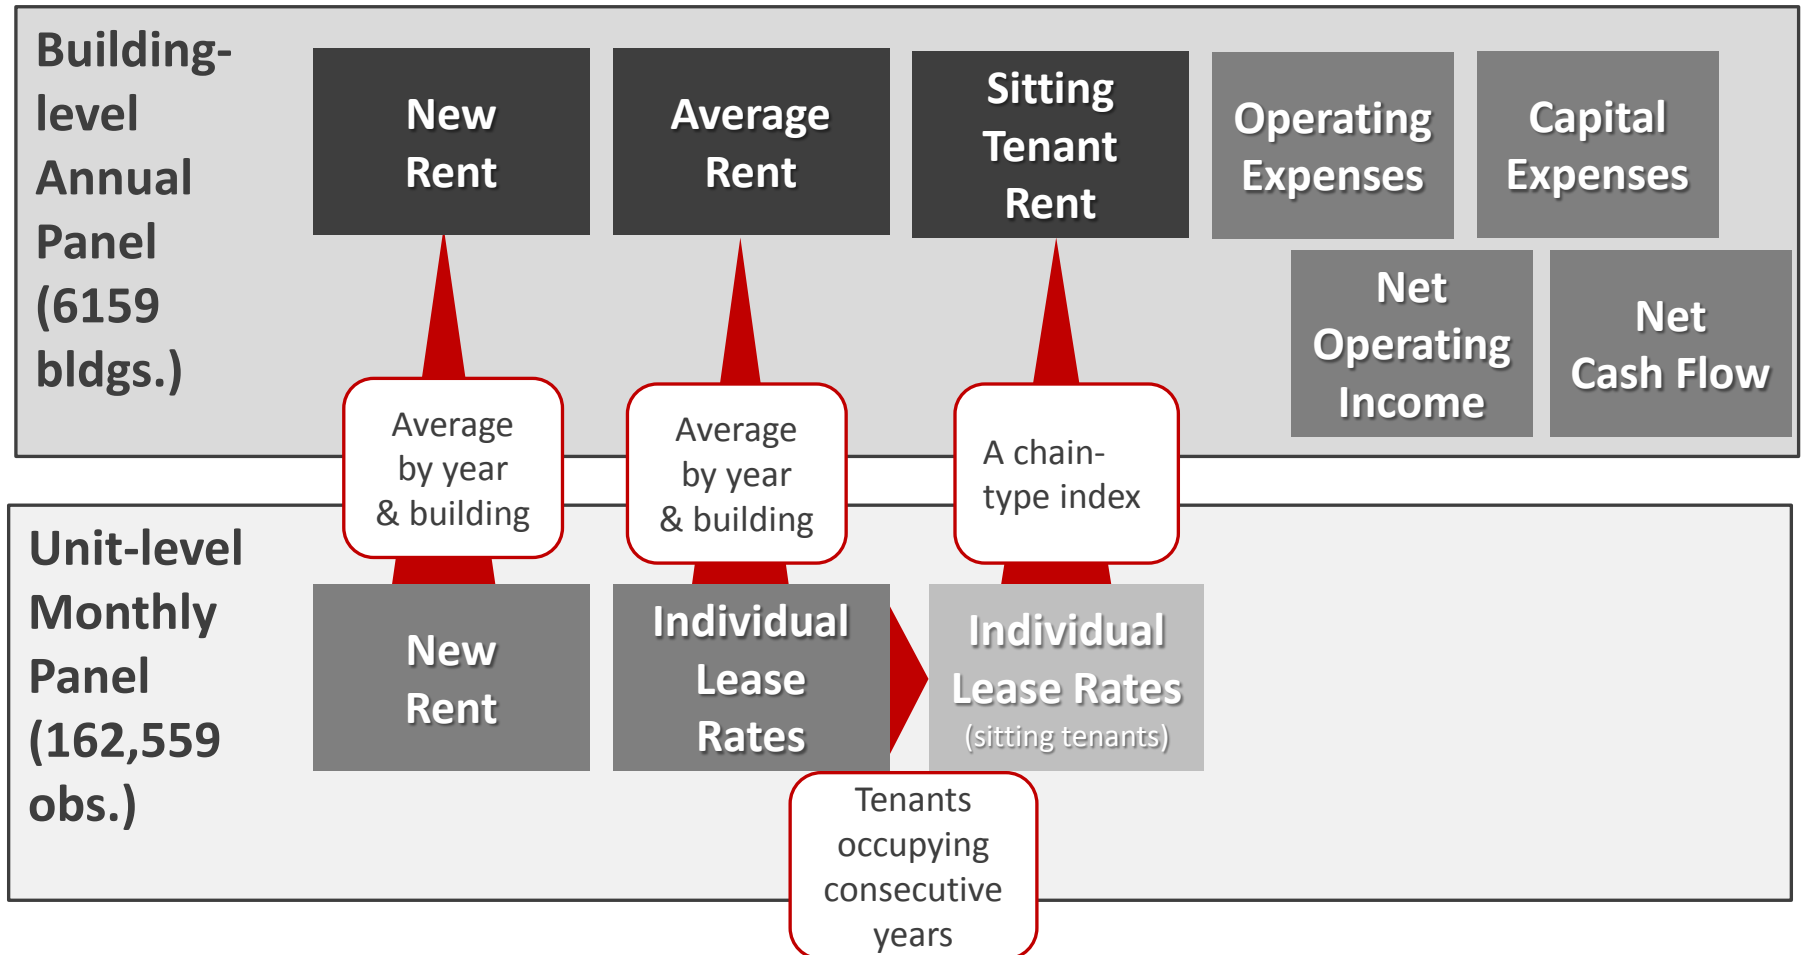 Building-
level
Annual
Panel
(6159
bldgs.)
New
Rent
Average
Rent
Sitting
Tenant
Rent
Operating
Expenses
Capital
Expenses
Net
Operating
Income
Net
Cash Flow
Average
by year
& building
Average
by year
& building
A chain-
type index
Unit-level
Monthly
Panel
(162,559
obs.)
New
Rent
Individual
Lease
Rates
Individual
Lease Rates
(sitting tenants)
Tenants
occupying
consecutive
years